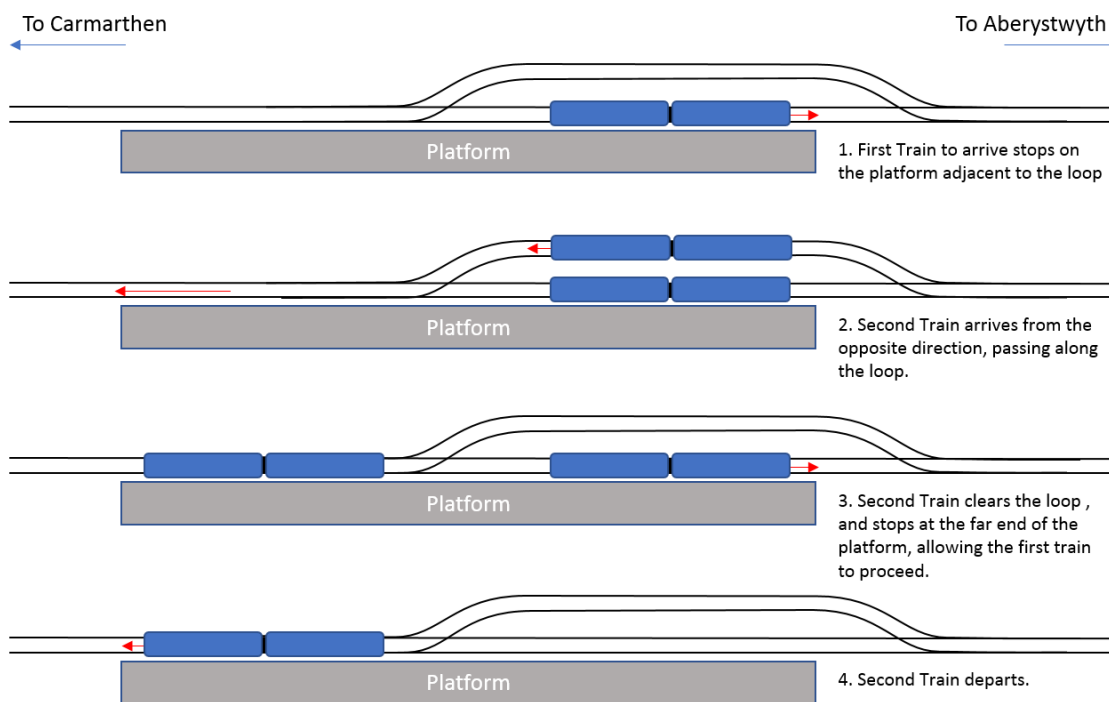 To Carmarthen
To Aberystwyth
Platform
1. First Train to arrive stops on
the platform adjacent to the loop
Platform
2. Second Train arrives from the
opposite direction, passing along
the loop.
Platform
3. Second Train clears the loop ,
and stops at the far end of the
platform, allowing the first train
to proceed.
Platform
4. Second Train departs.